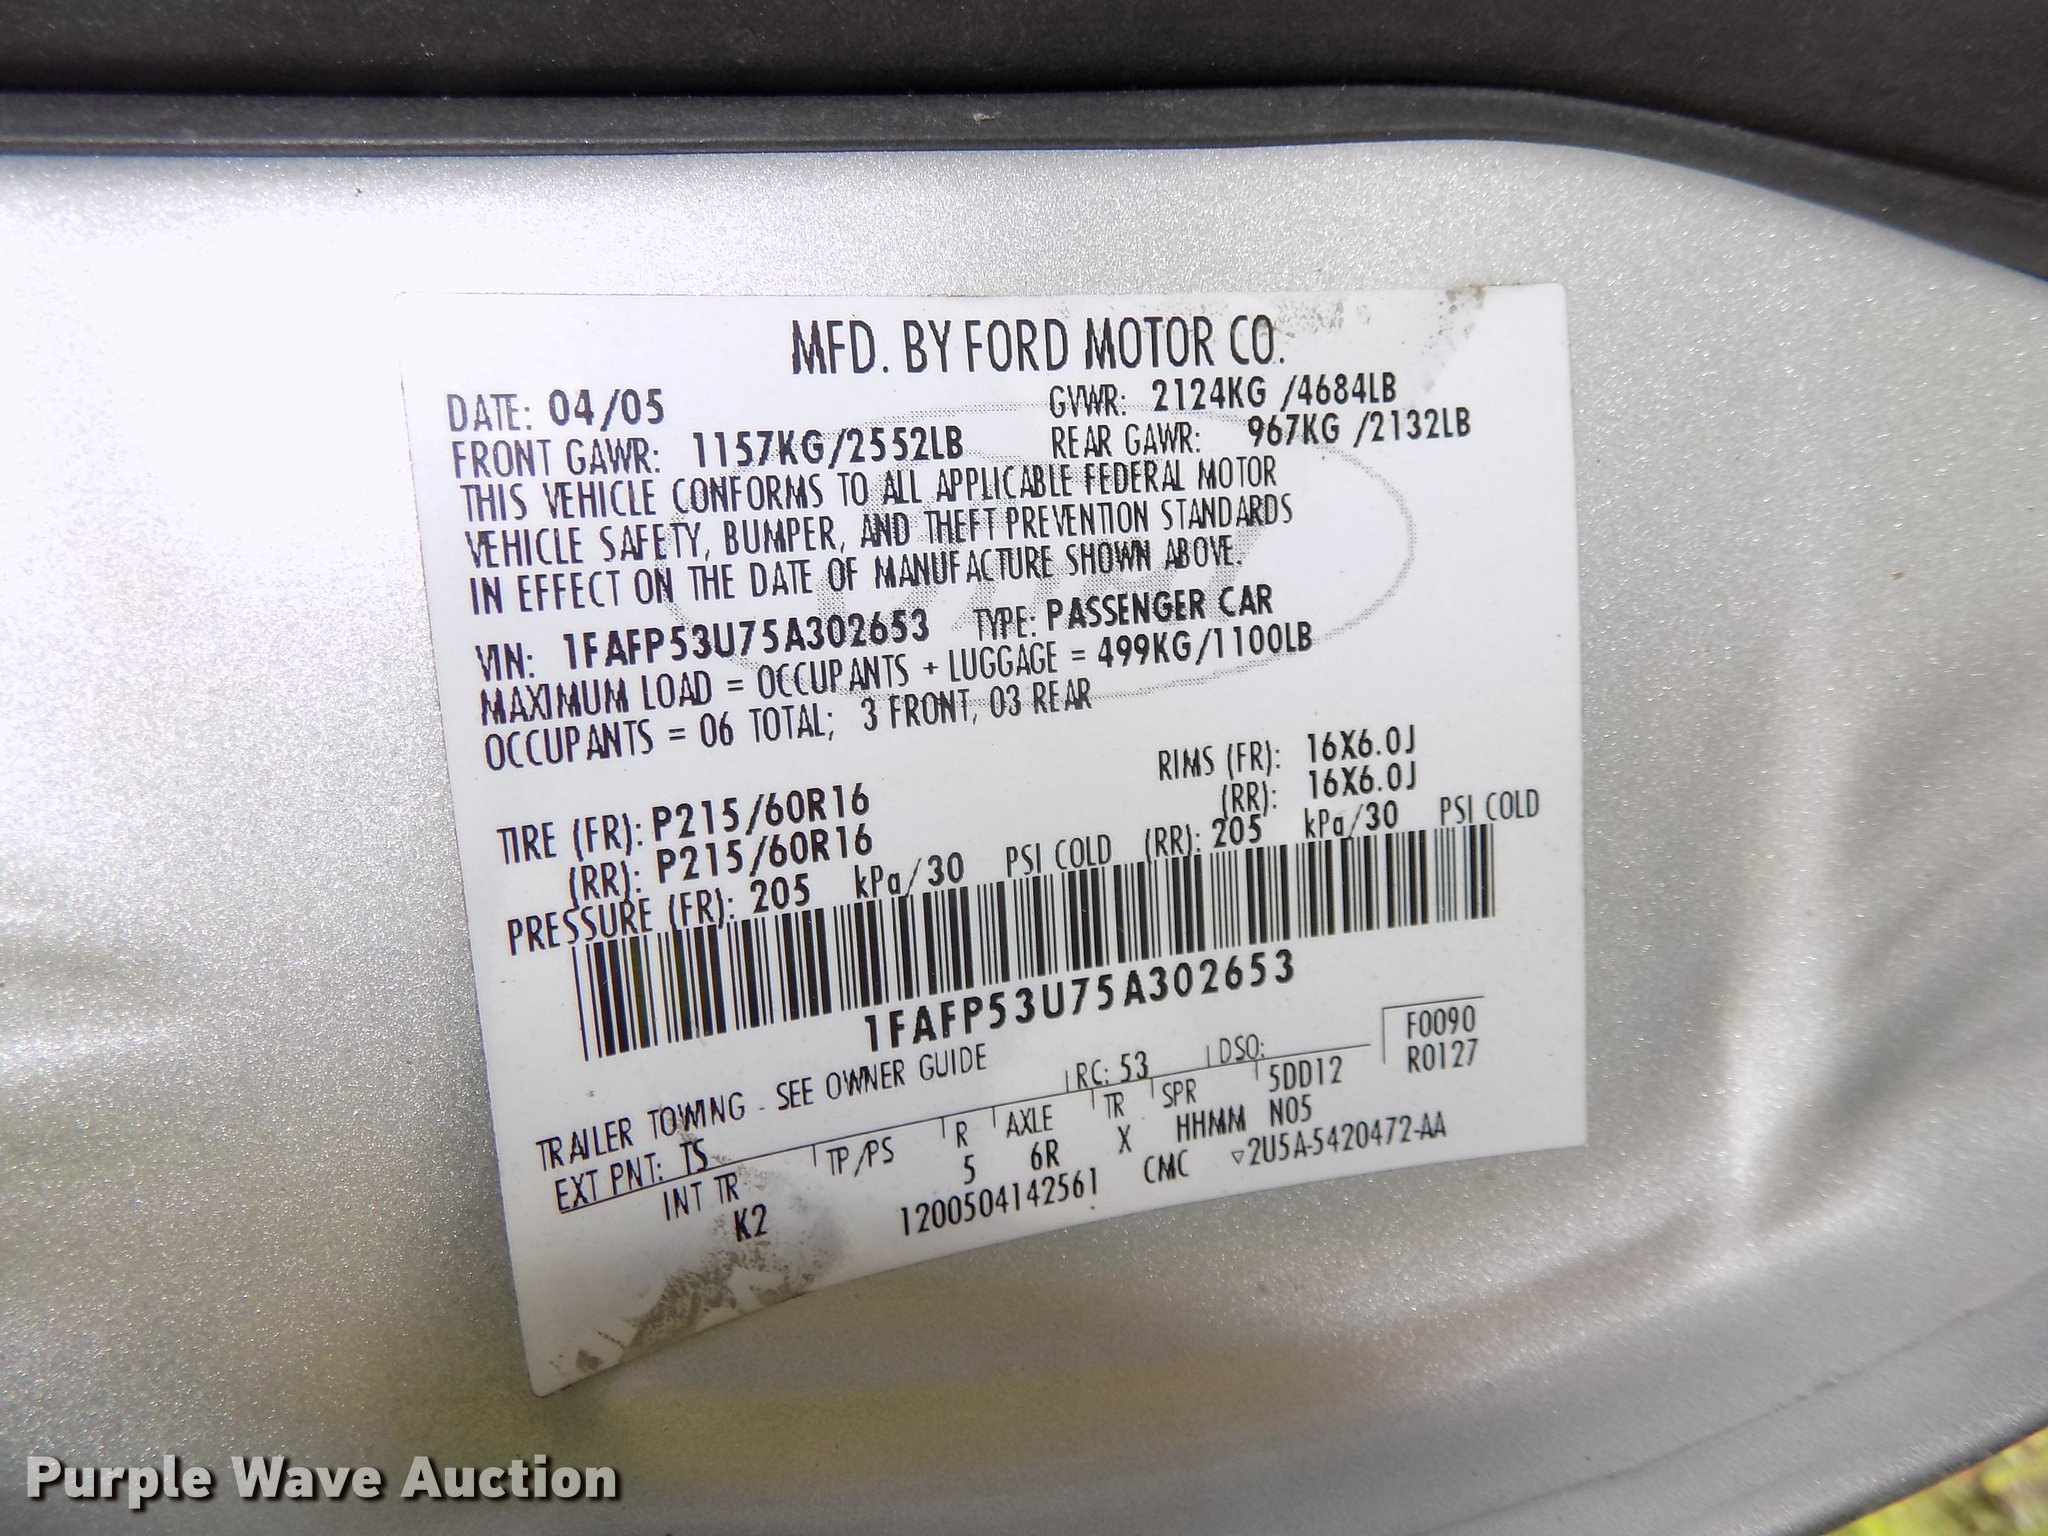 MFD. BY FORD MOTOR CO.
DATE: 04/05 GVWR: 2124KG /4684LB
FRONT GAWR: 1157KG/2552LB REAR GAWR: 967KG /2132LB
THIS VEHICLE CONFORMS TO ALL APPLICABLE FEDERAL MOTOR
VEHICLE SAFETY, BUMPER, AND THEFT PREVENTION STANDARDS
IN EFFECT ON THE DATE OF MANUFACTURE SHOWN ABOVE.
VIN: 1FAFP53U75A302653 TYPE: PASSENGER CAR
MAXIMUM LOAD = OCCUPANTS + LUGGAGE = 499KG/1100LB
OCCUPANTS = 06 TOTAL; 3 FRONT, 03 REAR
TIRE (FR): P215/60R16 RIMS (FR): 16X6.0J
(RR): P215/60R16 (RR): 16X6.0J
PRESSURE (FR): 205 kPa/30 PSI COLD (RR): 205 kPa/30 PSI COLD
1FAFP53U75A302653
TRAILER TOWING - SEE OWNER GUIDE
F0090
EXT PNT: TS RC: 53 DSO: R0127
INT TR TP/PS R AXLE TR SPR 5DD12
K2 5 6R X HHMM N05
1200504142561 CMC ▽2U5A-5420472-AA
Purple Wave Auction